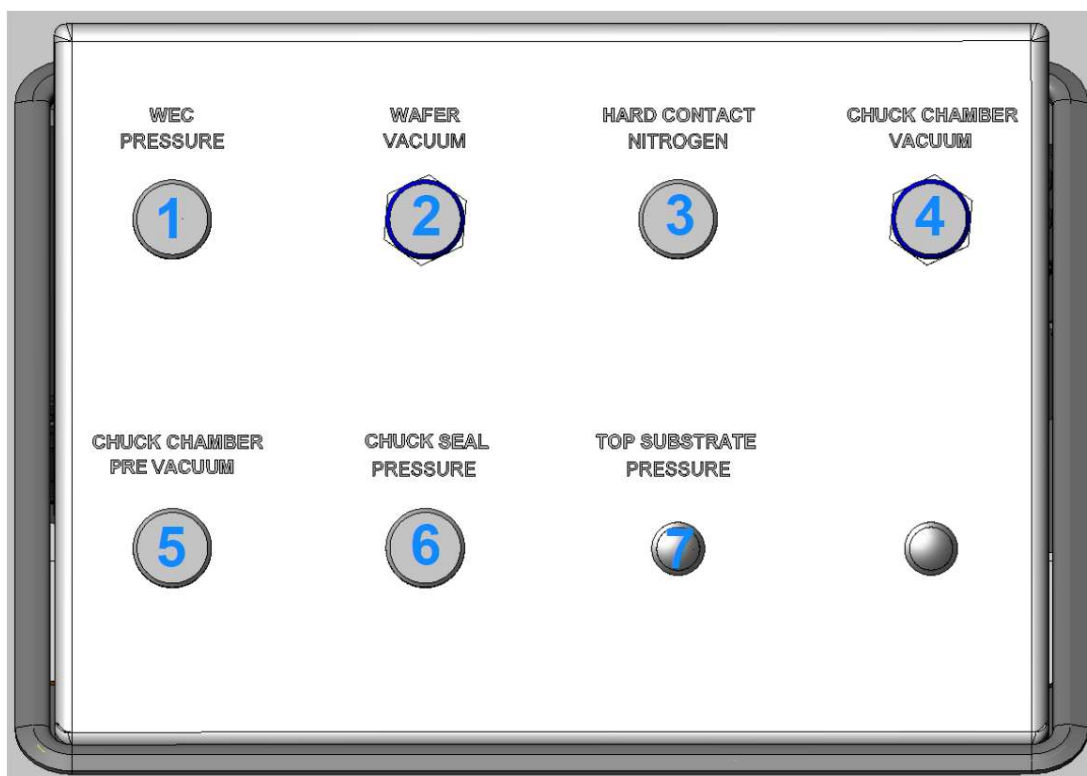 WEC
PRESSURE
WAFER
VACUUM
HARD CONTACT
NITROGEN
CHUCK CHAMBER
VACUUM
1
2
3
4
CHUCK CHAMBER
PRE VACUUM
CHUCK SEAL
PRESSURE
TOP SUBSTRATE
PRESSURE
5
6
7